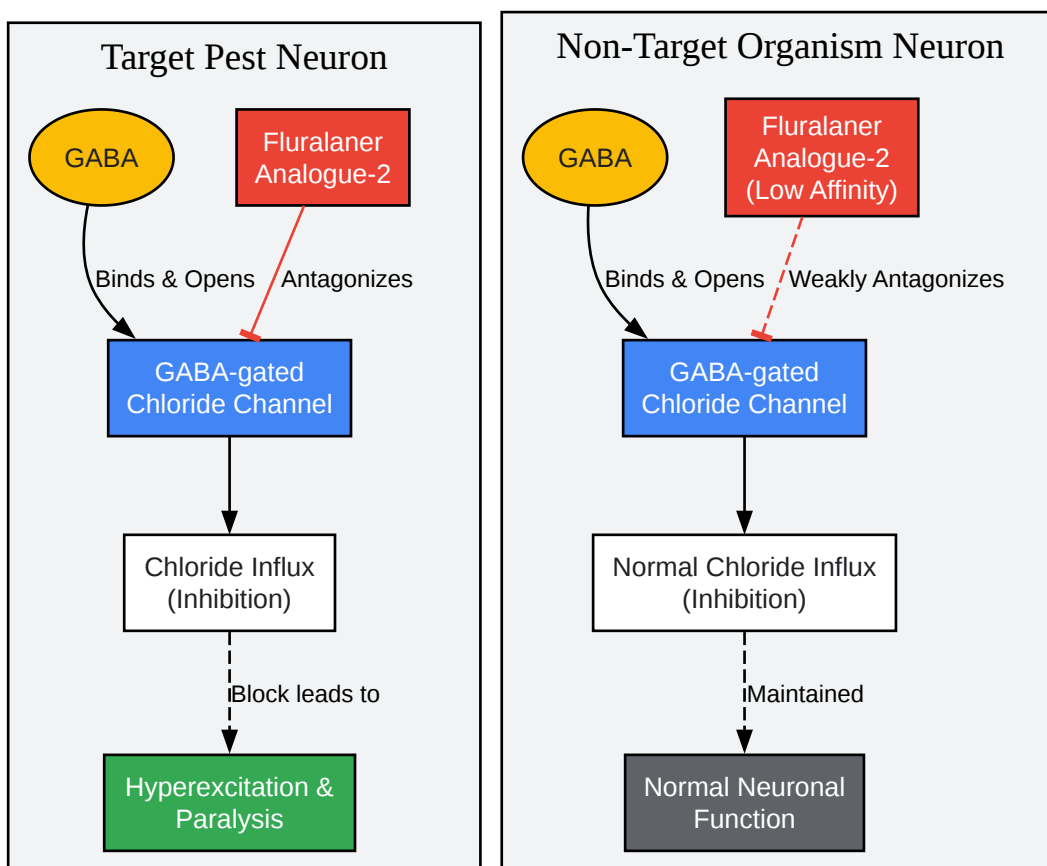 Target Pest Neuron
GABA
Fluralaner
Analogue-2
Binds & Opens
Antagonizes
GABA-gated
Chloride Channel
Chloride Influx
(Inhibition)
Block leads to
Hyperexcitation &
Paralysis
Non-Target Organism Neuron
GABA
Fluralaner
Analogue-2
(Low Affinity)
Binds & Opens
Weakly Antagonizes
GABA-gated
Chloride Channel
Normal Chloride Influx
(Inhibition)
Maintained
Normal Neuronal
Function